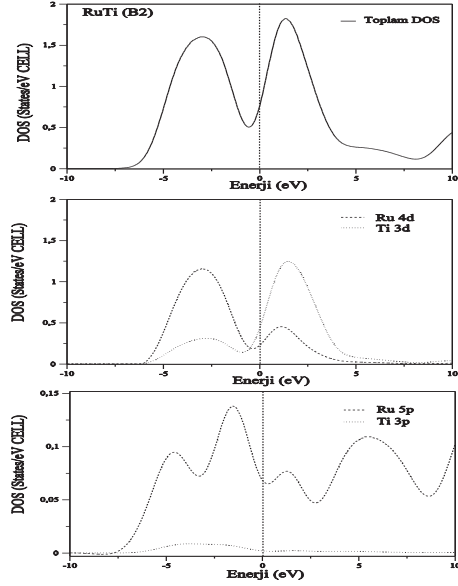 RuTi (B2)
Toplam DOS
DOS (States/eV CELL)
2
1,5
1
0,5
0
-10
-5
0
5
10
Enerji (eV)
Ru 4d
Ti 3d
DOS (States/eV CELL)
2
1,5
1
0,5
0
-10
-5
0
5
10
Enerji (eV)
Ru 5p
Ti 3p
DOS (States/eV CELL)
0,15
0,1
0,05
0
-10
-5
0
5
10
Enerji (eV)